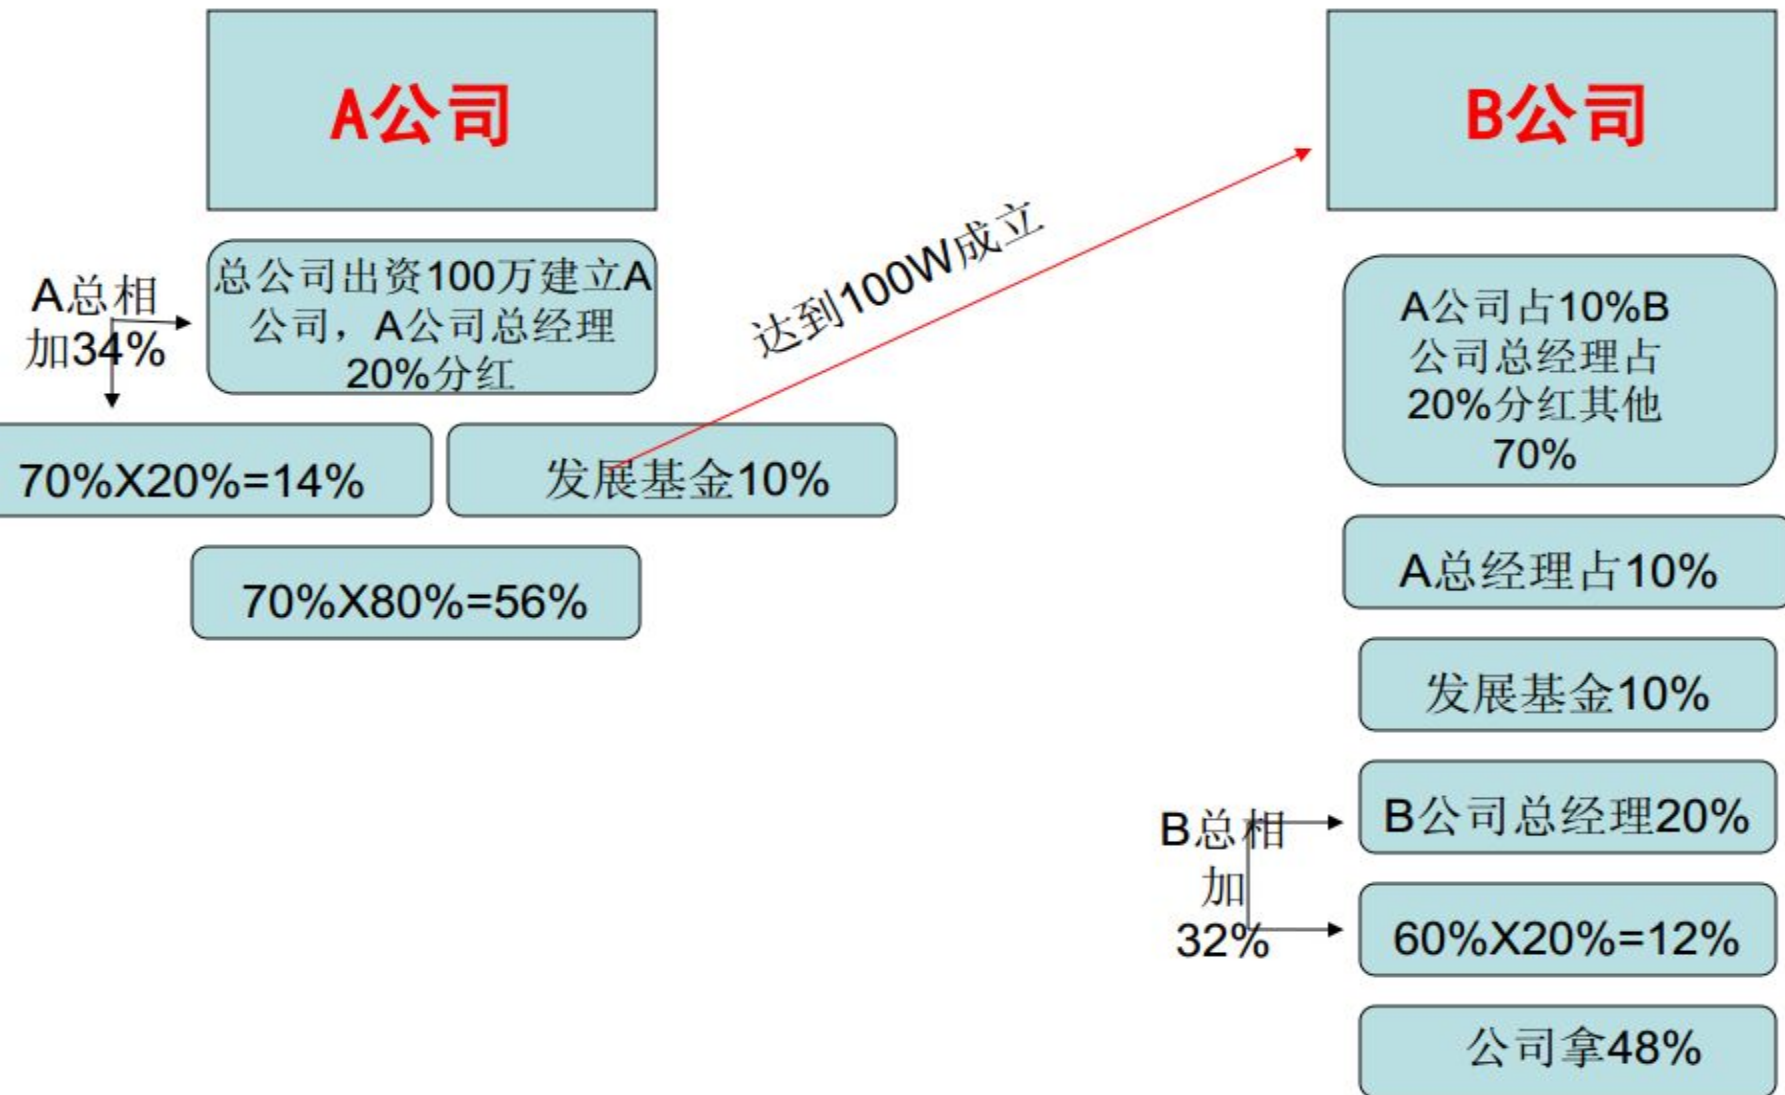 A公司
A总相
加34%
总公司出资100万建立A
公司，A公司总经理
20%分红
70%X20%=14%
发展基金10%
70%X80%=56%
达到100W成立
B公司
A公司占10%B
公司总经理占
20%分红其他
70%
A总经理占10%
发展基金10%
B总相
加
32%
B公司总经理20%
60%X20%=12%
公司拿48%